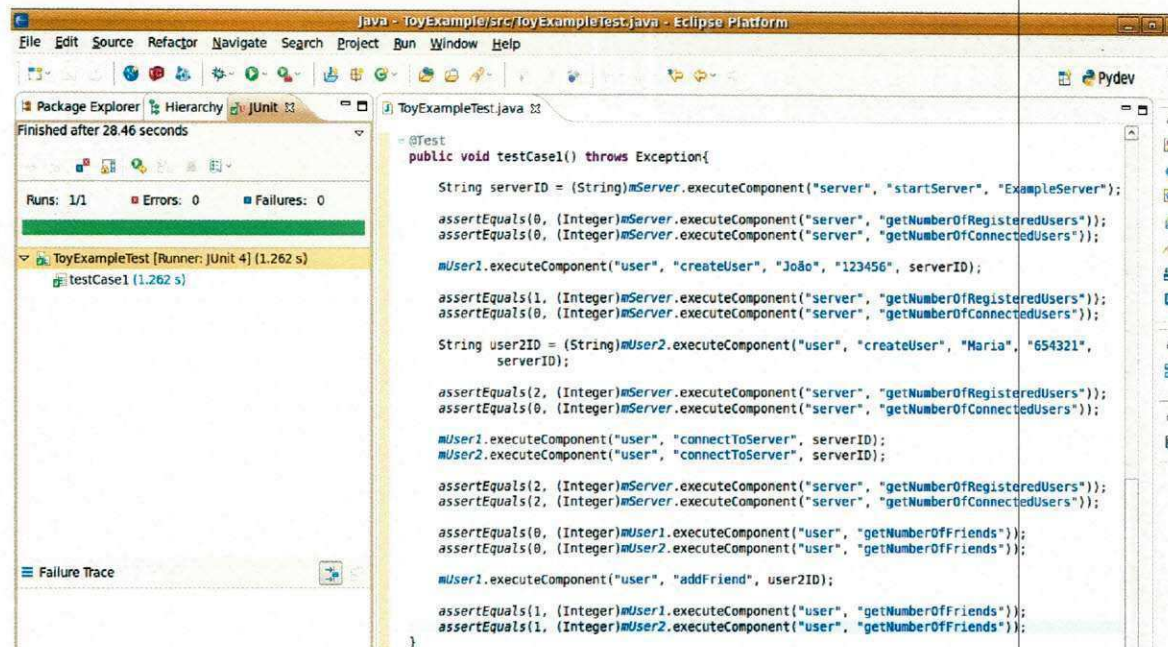 Java - ToyExample/src/ToyExampleTest.java - Eclipse Platform
File Edit Source Refactor Navigate Search Project Run Window Help
Pydev
Package Explorer Hierarchy JUnit
ToyExampleTest.java
Finished after 28.46 seconds
Runs: 1/1 Errors: 0 Failures: 0
ToyExampleTest [Runner: JUnit 4] (1.262 s)
testCase1 (1.262 s)
Failure Trace
@Test
public void testCase1() throws Exception{
String serverID = (String)mServer.executeComponent("server", "startServer", "ExampleServer");
assertEquals(0, (Integer)mServer.executeComponent("server", "getNumberOfRegisteredUsers"));
assertEquals(0, (Integer)mServer.executeComponent("server", "getNumberOfConnectedUsers"));
mUser1.executeComponent("user", "createUser", "João", "123456", serverID);
assertEquals(1, (Integer)mServer.executeComponent("server", "getNumberOfRegisteredUsers"));
assertEquals(0, (Integer)mServer.executeComponent("server", "getNumberOfConnectedUsers"));
String user2ID = (String)mUser2.executeComponent("user", "createUser", "Maria", "654321",
serverID);
assertEquals(2, (Integer)mServer.executeComponent("server", "getNumberOfRegisteredUsers"));
assertEquals(0, (Integer)mServer.executeComponent("server", "getNumberOfConnectedUsers"));
mUser1.executeComponent("user", "connectToServer", serverID);
mUser2.executeComponent("user", "connectToServer", serverID);
assertEquals(2, (Integer)mServer.executeComponent("server", "getNumberOfRegisteredUsers"));
assertEquals(2, (Integer)mServer.executeComponent("server", "getNumberOfConnectedUsers"));
assertEquals(0, (Integer)mUser1.executeComponent("user", "getNumberOfFriends"));
assertEquals(0, (Integer)mUser2.executeComponent("user", "getNumberOfFriends"));
mUser1.executeComponent("user", "addFriend", user2ID);
assertEquals(1, (Integer)mUser1.executeComponent("user", "getNumberOfFriends"));
assertEquals(1, (Integer)mUser2.executeComponent("user", "getNumberOfFriends"));
}